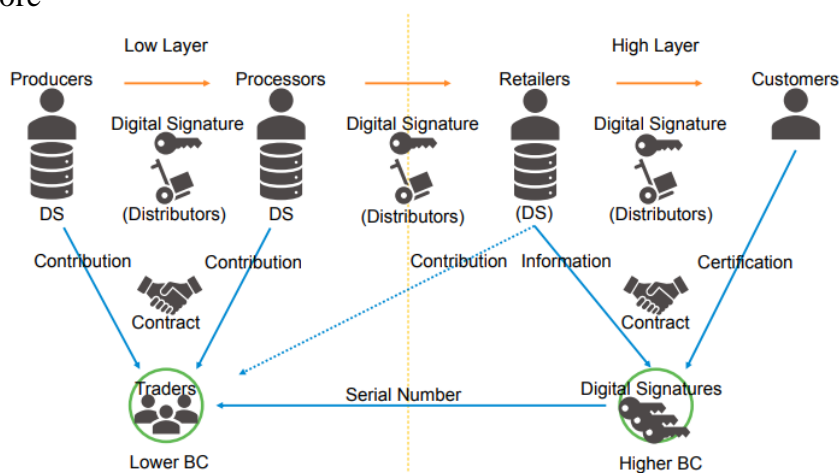 Low Layer
High Layer
Producers
Processors
Retailers
Customers
Digital Signature
Digital Signature
Digital Signature
DS
(Distributors)
DS
(Distributors)
(DS)
(Distributors)
Contribution
Contribution
Contribution
Information
Certification
Contract
Contract
Traders
Serial Number
Digital Signatures
Lower BC
Higher BC